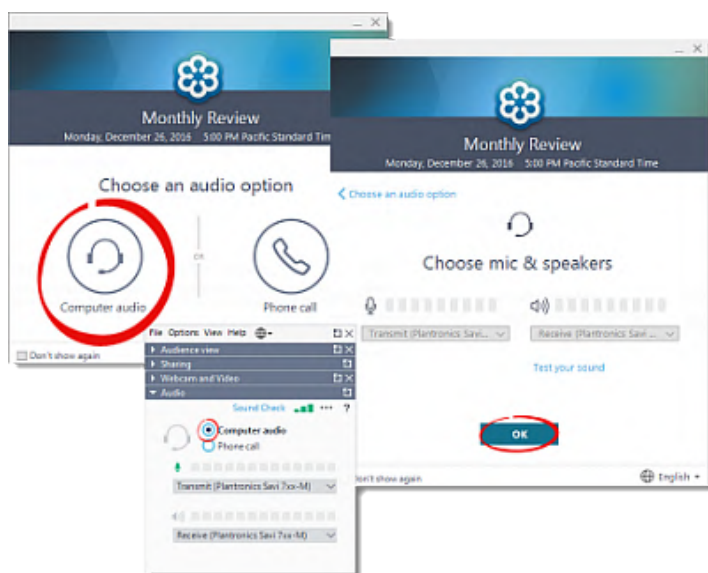 Monthly Review
Monday, December 26, 2016 5:00 PM Pacific Standard Tim
Choose an audio option
OR
Computer audio
Phone call
Don't show again
Monthly Review
Monday, December 26, 2016 5:00 PM Pacific Standard Time
Choose an audio option
Choose mic & speakers
Transmit (Plantronics Savi...
Receive (Plantronics Savi ...
Test your sound
OK
on't show again
English
File Options View Help
Audience view
Sharing
Webcam and Video
Audio
Sound Check ?
Computer audio
Phone call
Transmit (Plantronics Savi 7xx-M)
Receive (Plantronics Savi 7xx-M)